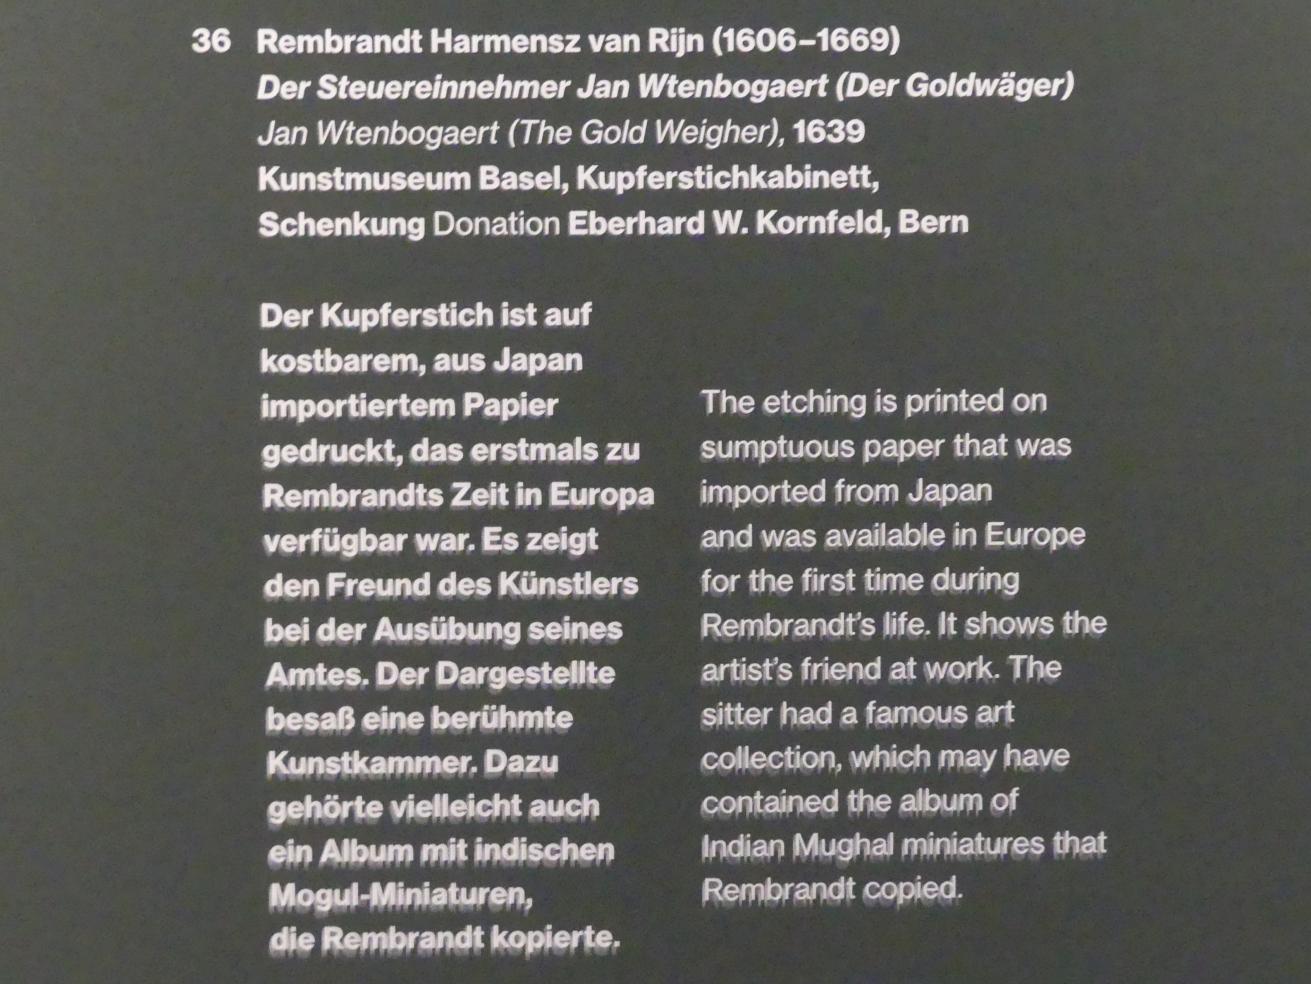 36 Rembrandt Harmensz van Rijn (1606–1669)
Der Steuereinnehmer Jan Wtenbogaert (Der Goldwäger)
Jan Wtenbogaert (The Gold Weigher), 1639
Kunstmuseum Basel, Kupferstichkabinett,
Schenkung Donation Eberhard W. Kornfeld, Bern
Der Kupferstich ist auf
kostbarem, aus Japan
importiertem Papier
gedruckt, das erstmals zu
Rembrandts Zeit in Europa
verfügbar war. Es zeigt
den Freund des Künstlers
bei der Ausübung seines
Amtes. Der Dargestellte
besaß eine berühmte
Kunstkammer. Dazu
gehörte vielleicht auch
ein Album mit indischen
Mogul-Miniaturen,
die Rembrandt kopierte.
The etching is printed on
sumptuous paper that was
imported from Japan
and was available in Europe
for the first time during
Rembrandt's life. It shows the
artist's friend at work. The
sitter had a famous art
collection, which may have
contained the album of
Indian Mughal miniatures that
Rembrandt copied.